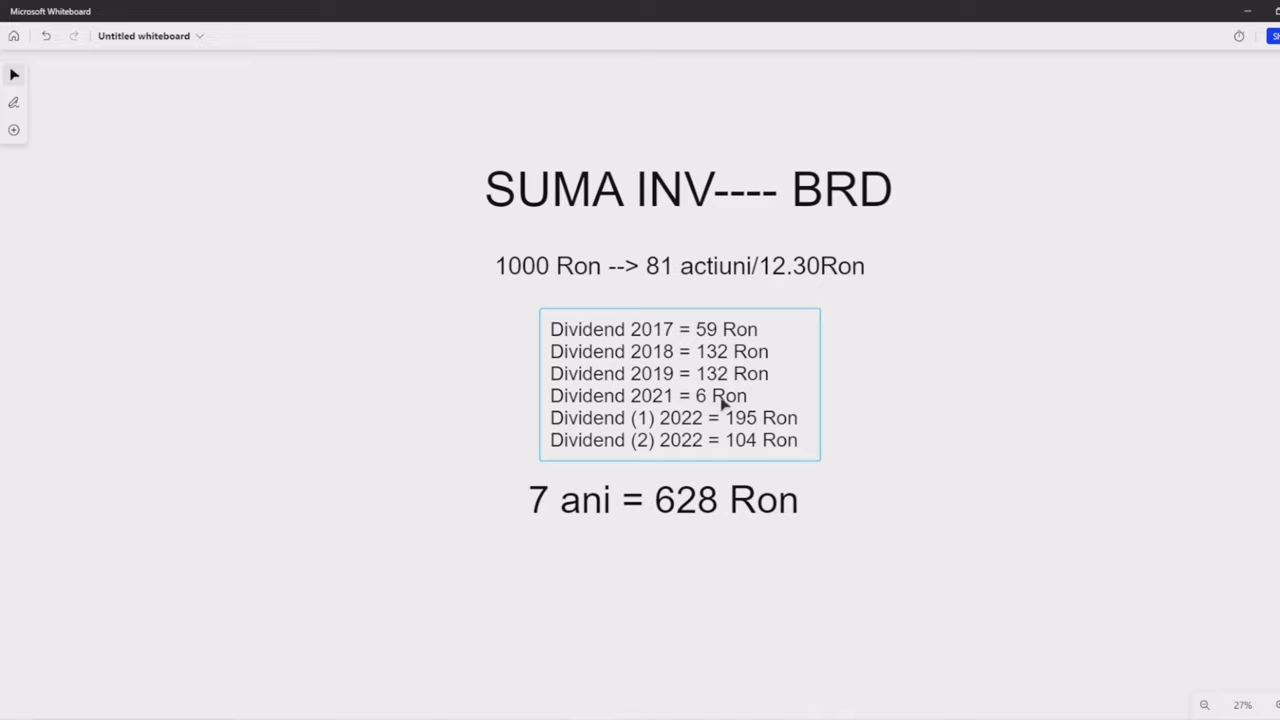 Microsoft Whiteboard
Untitled whiteboard
SUMA INV---- BRD
1000 Ron --> 81 actiuni/12.30Ron
Dividend 2017 = 59 Ron
Dividend 2018 = 132 Ron
Dividend 2019 = 132 Ron
Dividend 2021 = 6 Ron
Dividend (1) 2022 = 195 Ron
Dividend (2) 2022 = 104 Ron
7 ani = 628 Ron
27%